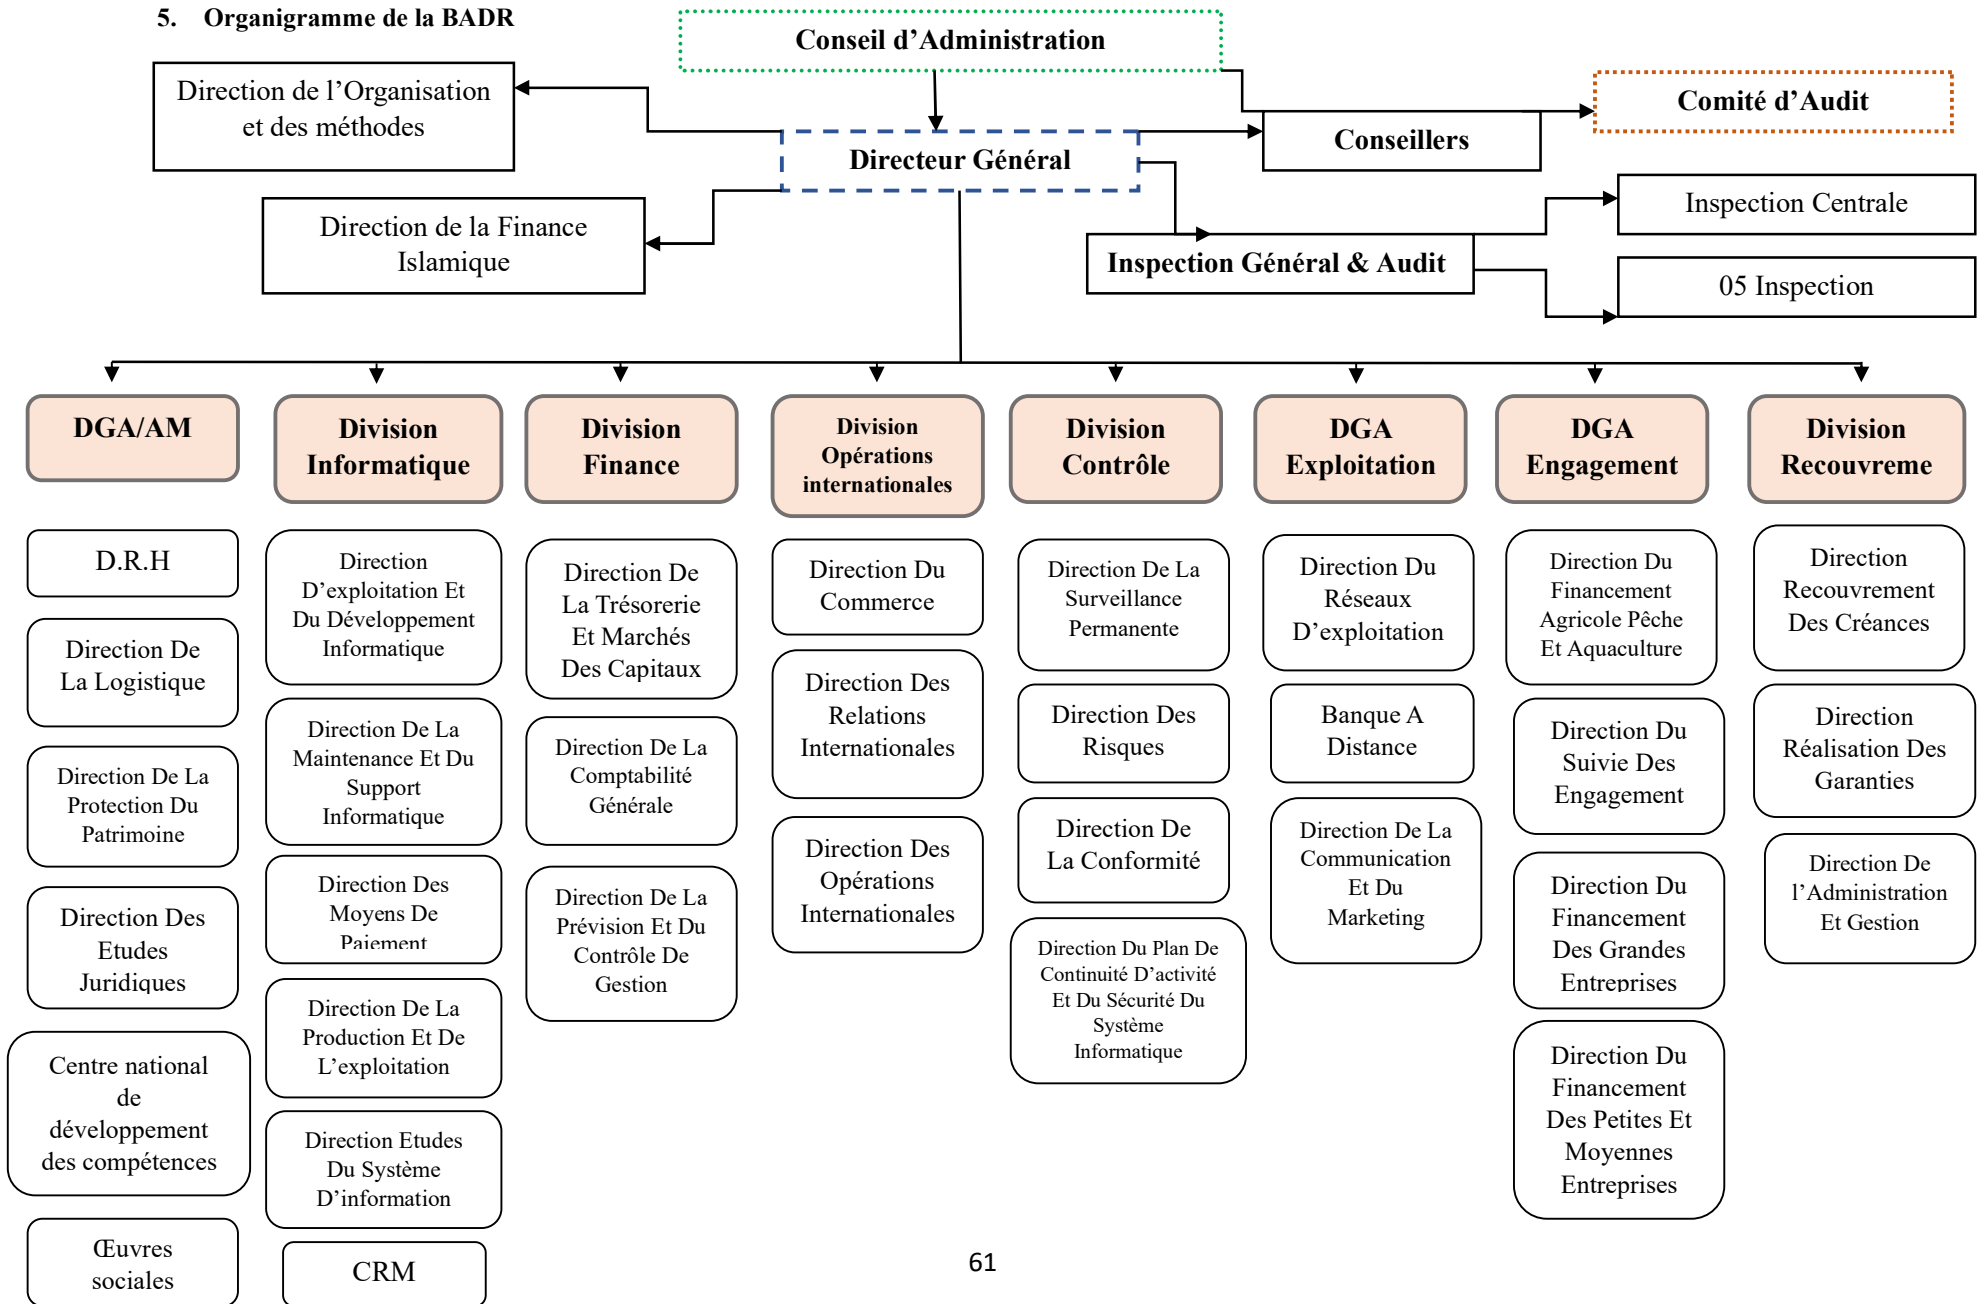 5. Organigramme de la BADR
Conseil d’Administration
Direction de l’Organisation
et des méthodes
Comité d’Audit
Conseillers
Directeur Général
Direction de la Finance
Islamique
Inspection Général & Audit
Inspection Centrale
05 Inspection
DGA/AM
Division
Informatique
Division
Finance
Division
Opérations
internationales
Division
Contrôle
DGA
Exploitation
DGA
Engagement
Division
Recouvreme
D.R.H
Direction De
La Logistique
Direction De La
Protection Du
Patrimoine
Direction Des
Etudes
Juridiques
Centre national
de
développement
des compétences
Œuvres
sociales
Direction
D’exploitation Et
Du Développement
Informatique
Direction De La
Maintenance Et Du
Support
Informatique
Direction Des
Moyens De
Paiement
Direction De La
Production Et De
L’exploitation
Direction Etudes
Du Système
D’information
CRM
Direction De
La Trésorerie
Et Marchés
Des Capitaux
Direction De La
Comptabilité
Générale
Direction De La
Prévision Et Du
Contrôle De
Gestion
Direction Du
Commerce
Direction Des
Relations
Internationales
Direction Des
Opérations
Internationales
Direction De La
Surveillance
Permanente
Direction Des
Risques
Direction De
La Conformité
Direction Du Plan De
Continuité D’activité
Et Du Sécurité Du
Système
Informatique
Direction Du
Réseaux
D’exploitation
Banque A
Distance
Direction De La
Communication
Et Du
Marketing
Direction Du
Financement
Agricole Pêche
Et Aquaculture
Direction Du
Suivie Des
Engagement
Direction Du
Financement
Des Grandes
Entreprises
Direction Du
Financement
Des Petites Et
Moyennes
Entreprises
Direction
Recouvrement
Des Créances
Direction
Réalisation Des
Garanties
Direction De
l’Administration
Et Gestion
61